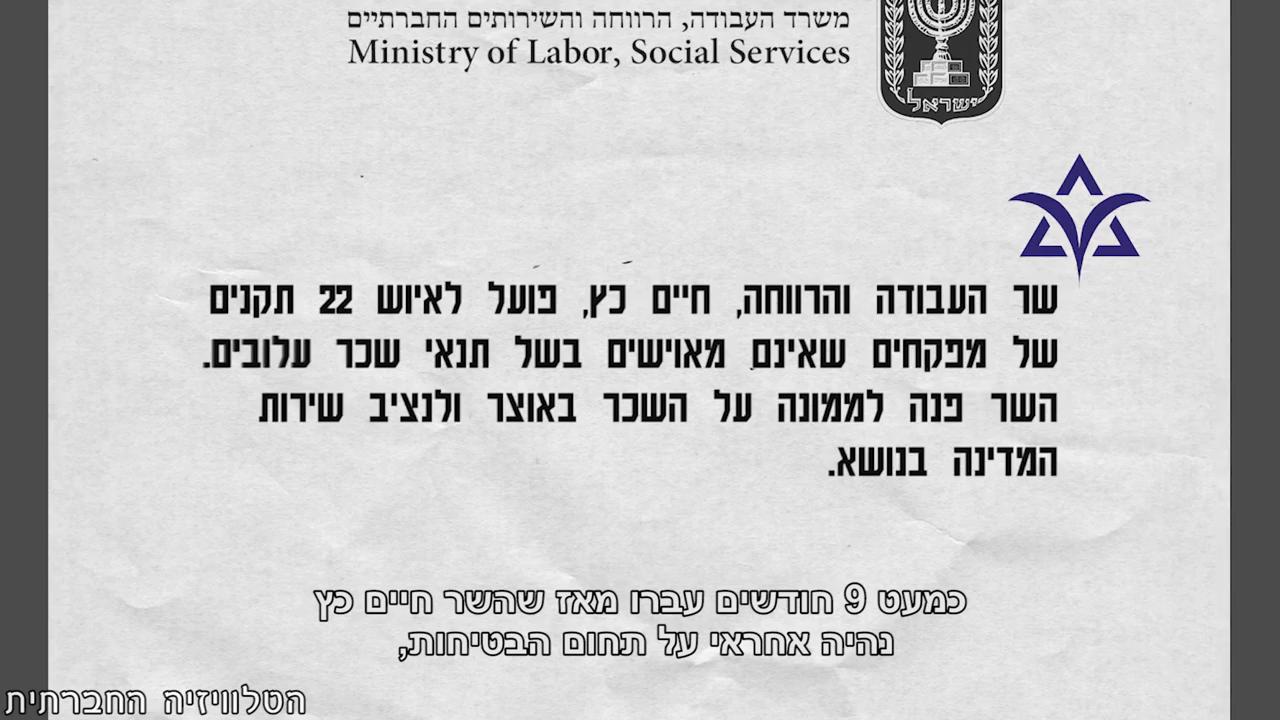 משרד העבודה, הרווחה והשירותים החברתיים
Ministry of Labor, Social Services
ישראל
שר העבודה והרווחה, חיים כץ, פועל לאיוש 22 תקנים
של מפקחים שאינם מאוישים בשל תנאי שכר עלובים.
השר פנה לממונה על השכר באוצר ולנציב שירות
המדינה בנושא.
כמעט 9 חודשים עברו מאז שהשר חיים כץ
נהיה אחראי על תחום הבטיחות,
הטלוויזיה החברתית